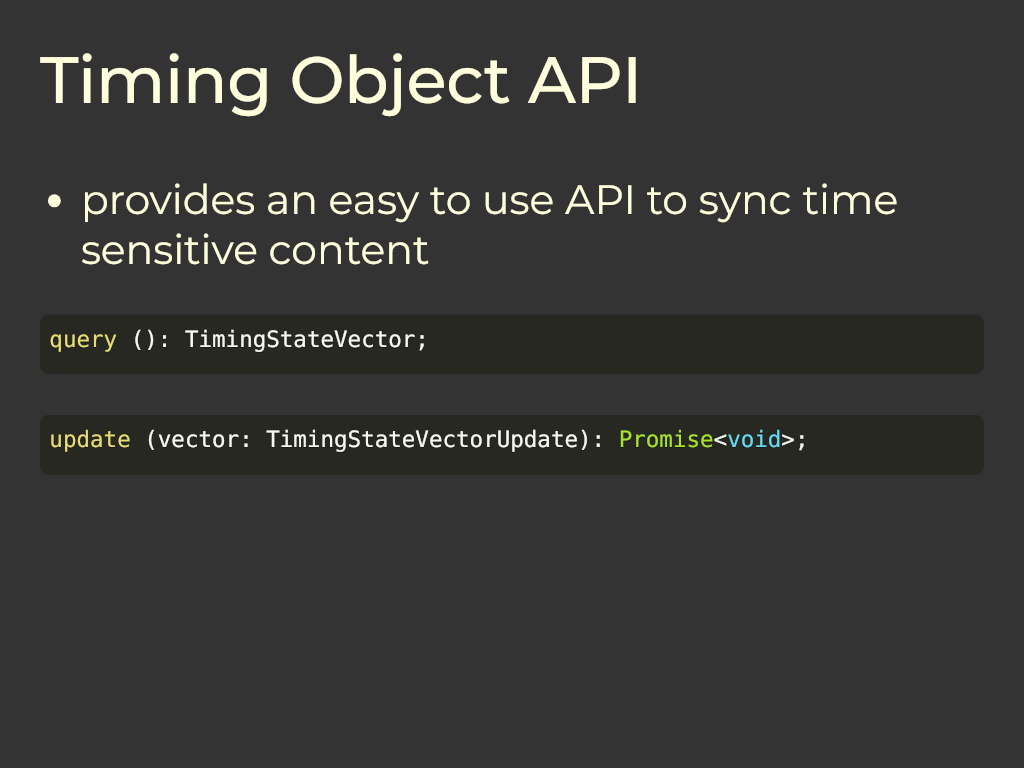 Timing Object API
• provides an easy to use API to sync time
sensitive content
query (): TimingStateVector;
update (vector: TimingStateVectorUpdate): Promise<void>;